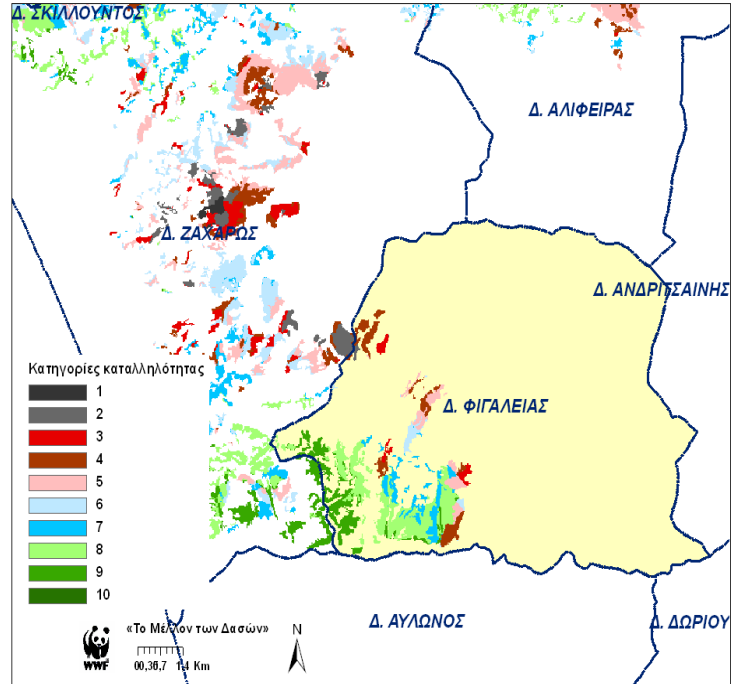 Δ. ΣΚΙΛΛΟΥΝΤΟΣ
Δ. ΑΛΙΦΕΙΡΑΣ
Δ. ΖΑΧΑΡΩΣ
Δ. ΑΝΔΡΙΤΣΑΙΝΗΣ
Κατηγορίες καταλληλότητας
1
2
3
4
5
6
7
8
9
10
Δ. ΦΙΓΑΛΕΙΑΣ
Δ. ΑΥΛΩΝΟΣ
Δ. ΔΩΡΙΟΥ
«Το Μέλλον των Δασών»
N
WWF
Km